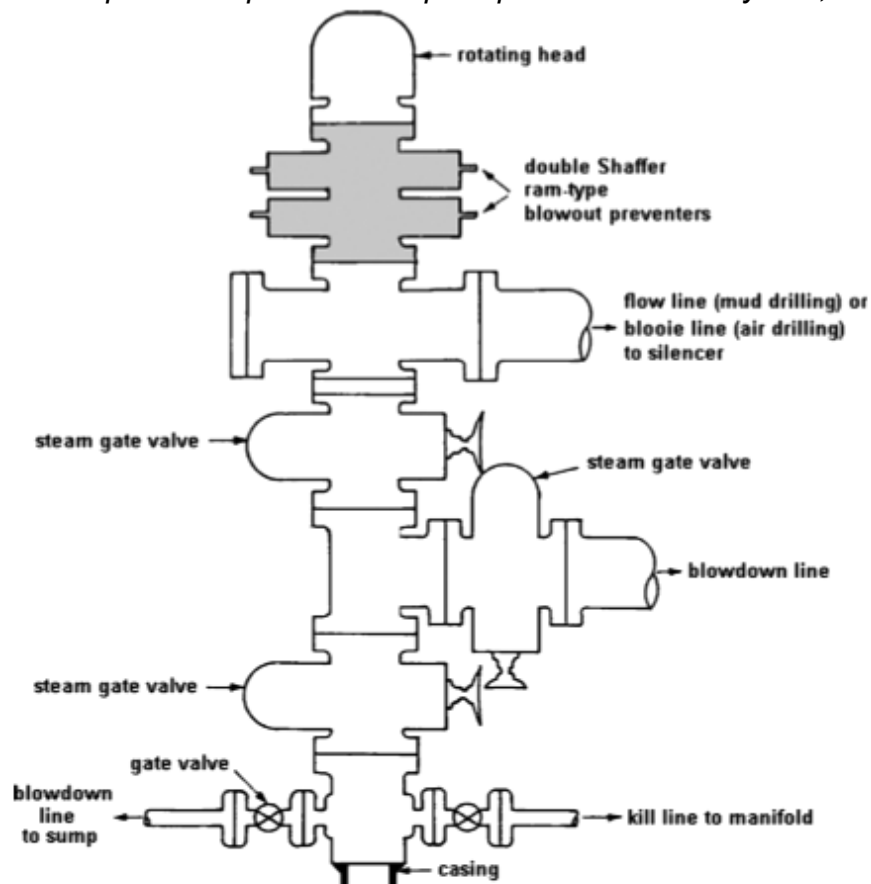 rotating head
double Shaffer
ram-type
blowout preventers
flow line (mud drilling) or
blooie line (air drilling)
to silencer
steam gate valve
steam gate valve
blowdown line
steam gate valve
gate valve
blowdown
line
to sump
kill line to manifold
casing